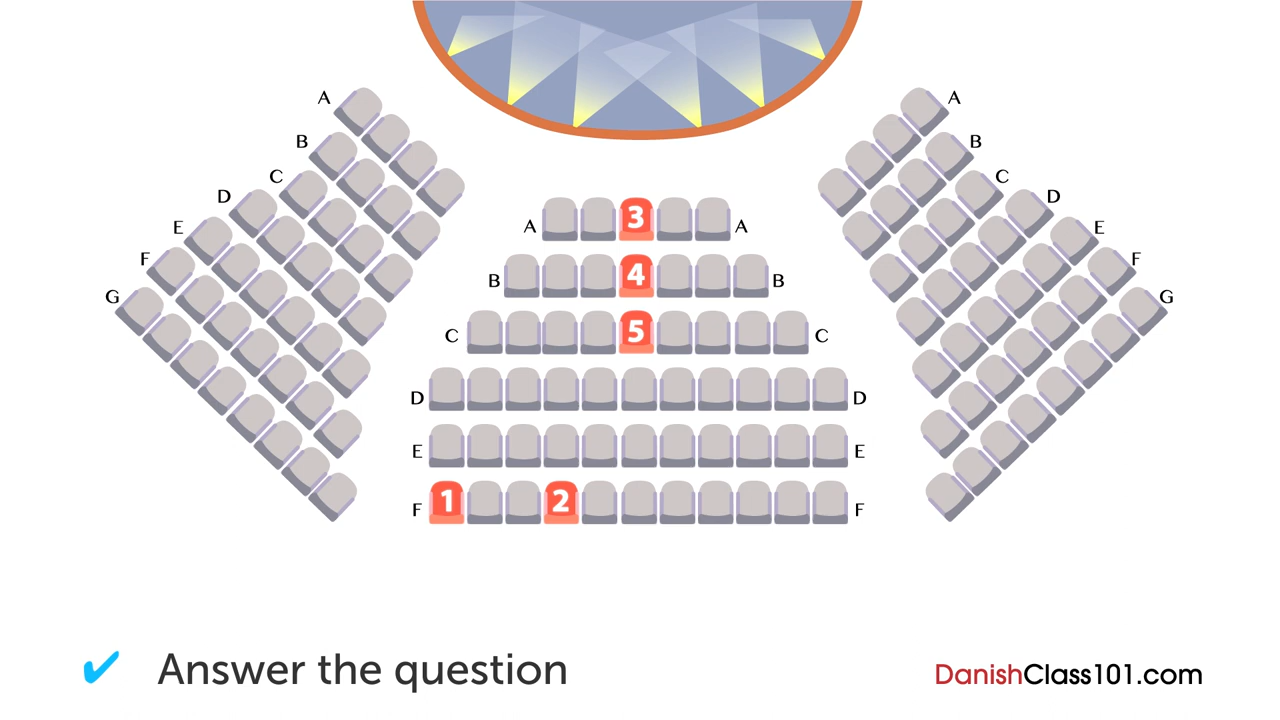 A
B
C
D
E
F
G
A
B
C
D
E
F
G
A 3 A
B 4 B
C 5 C
D D
E E
F 1 2 F
✔ Answer the question
DanishClass101.com